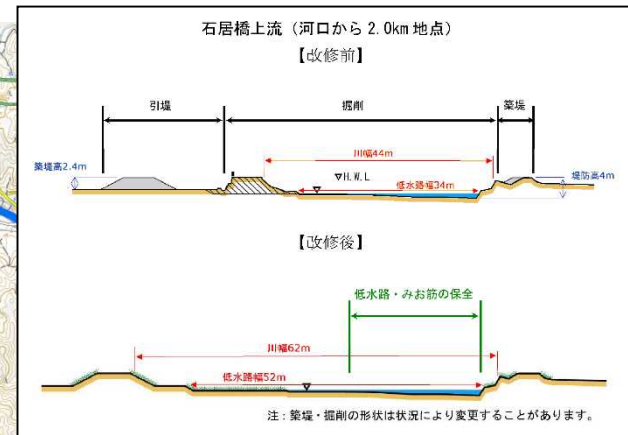 石居橋上流（河口から 2.0km 地点）
【改修前】
引堤
掘削
築堤
川幅44m
築堤高2.4m
▽H.W.L
低水路幅34m
堤防高4m
【改修後】
低水路・みお筋の保全
川幅62m
低水路幅52m
注：築堤・掘削の形状は状況により変更することがあります。